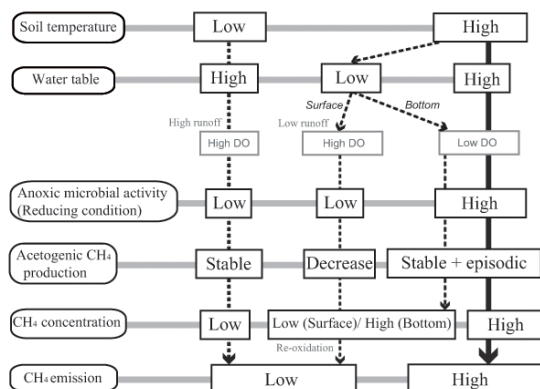 Soil temperature
Low
High
Water table
High
Low
High
Surface
Bottom
High runoff
Low runoff
High DO
High DO
Low DO
Anoxic microbial activity
(Reducing condition)
Low
Low
High
Acetogenic CH₄
production
Stable
Decrease
Stable + episodic
CH₄ concentration
Low
Low (Surface)/ High (Bottom)
High
Re-oxidation
CH₄ emission
Low
High